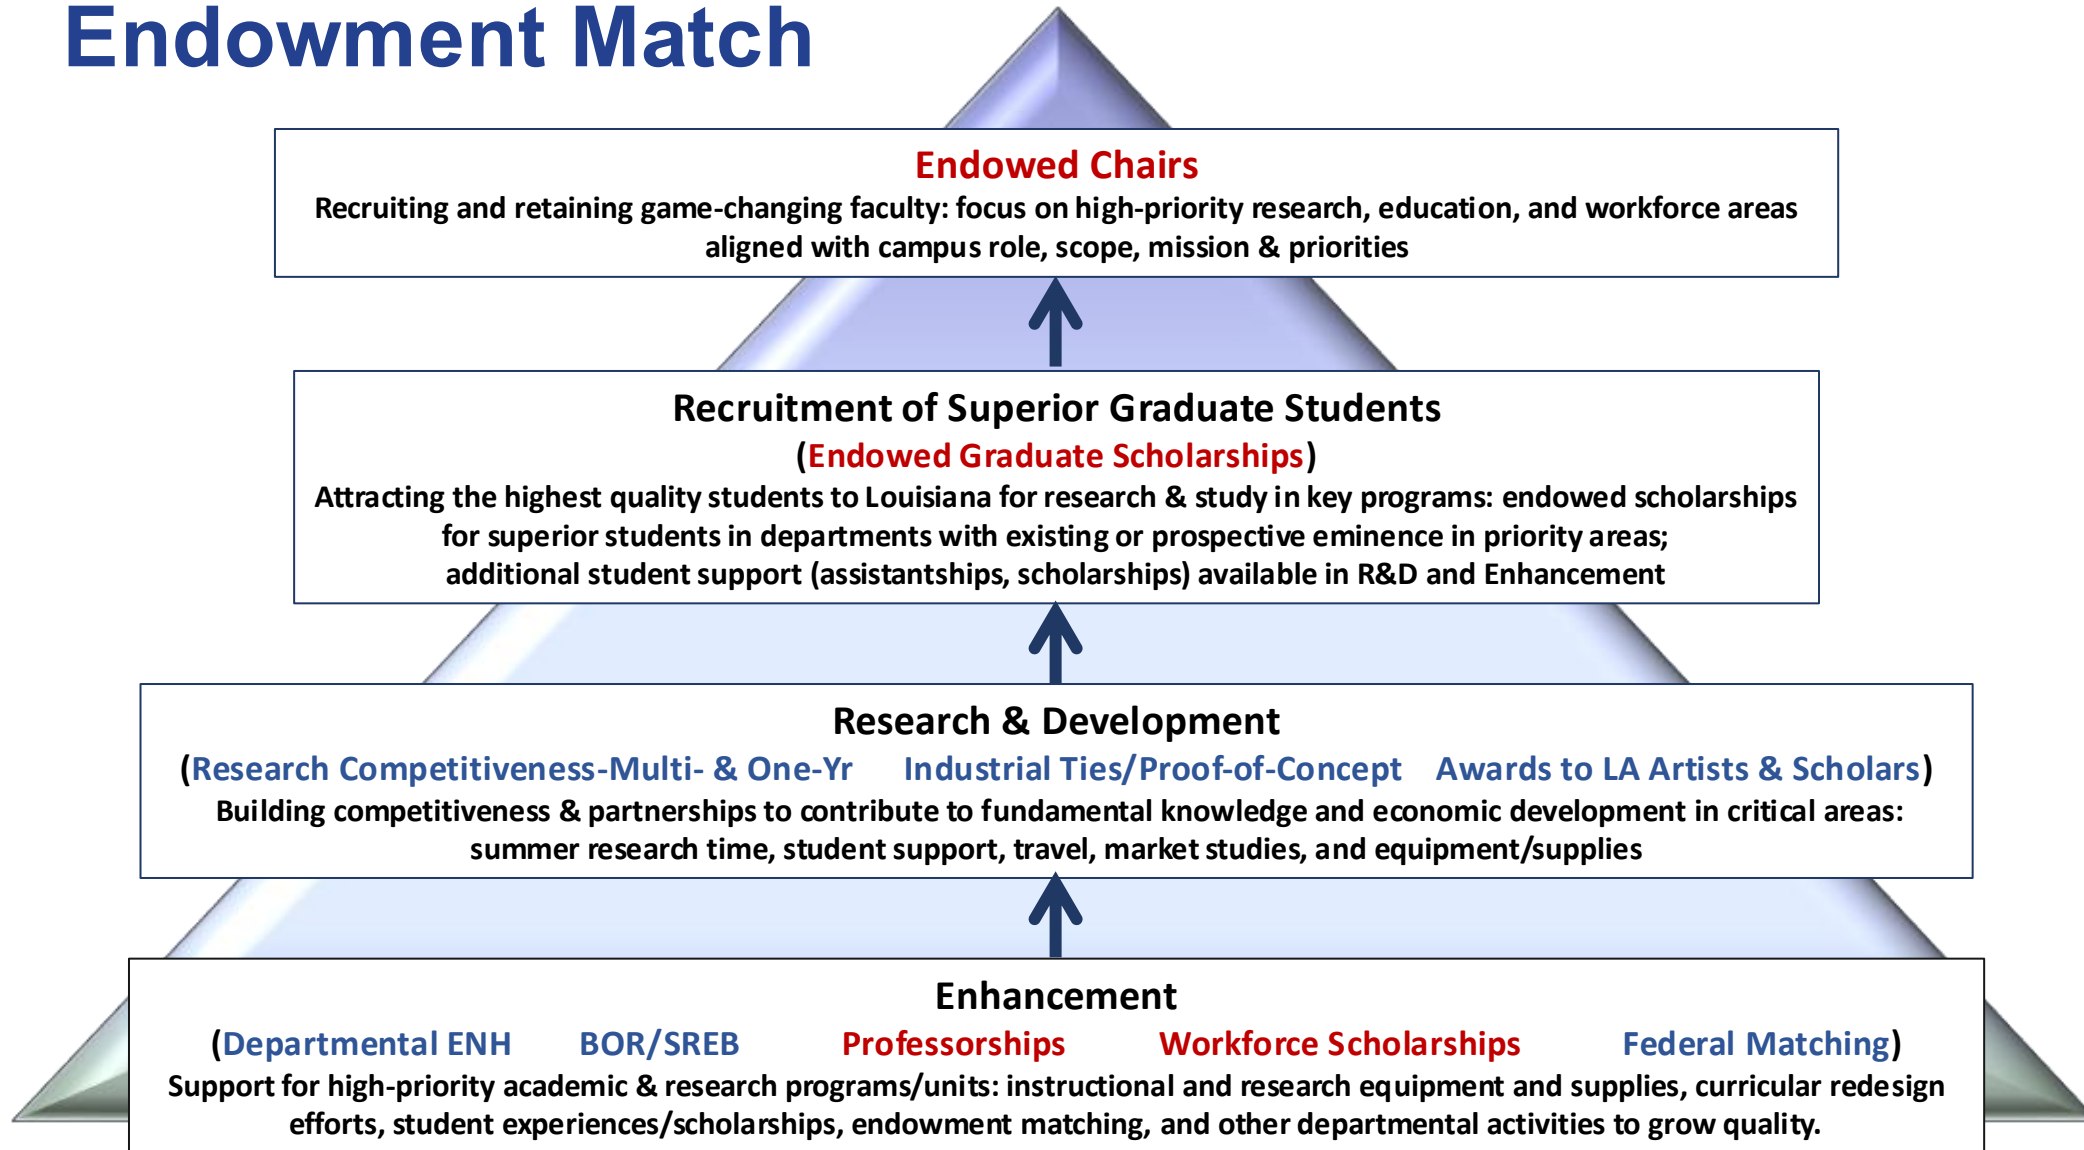 Endowment Match
Endowed Chairs
Recruiting and retaining game-changing faculty: focus on high-priority research, education, and workforce areas
aligned with campus role, scope, mission & priorities
Recruitment of Superior Graduate Students
(Endowed Graduate Scholarships)
Attracting the highest quality students to Louisiana for research & study in key programs: endowed scholarships
for superior students in departments with existing or prospective eminence in priority areas;
additional student support (assistantships, scholarships) available in R&D and Enhancement
Research & Development
(Research Competitiveness-Multi- & One-Yr Industrial Ties/Proof-of-Concept Awards to LA Artists & Scholars)
Building competitiveness & partnerships to contribute to fundamental knowledge and economic development in critical areas:
summer research time, student support, travel, market studies, and equipment/supplies
Enhancement
(Departmental ENH BOR/SREB Professorships Workforce Scholarships Federal Matching)
Support for high-priority academic & research programs/units: instructional and research equipment and supplies, curricular redesign
efforts, student experiences/scholarships, endowment matching, and other departmental activities to grow quality.